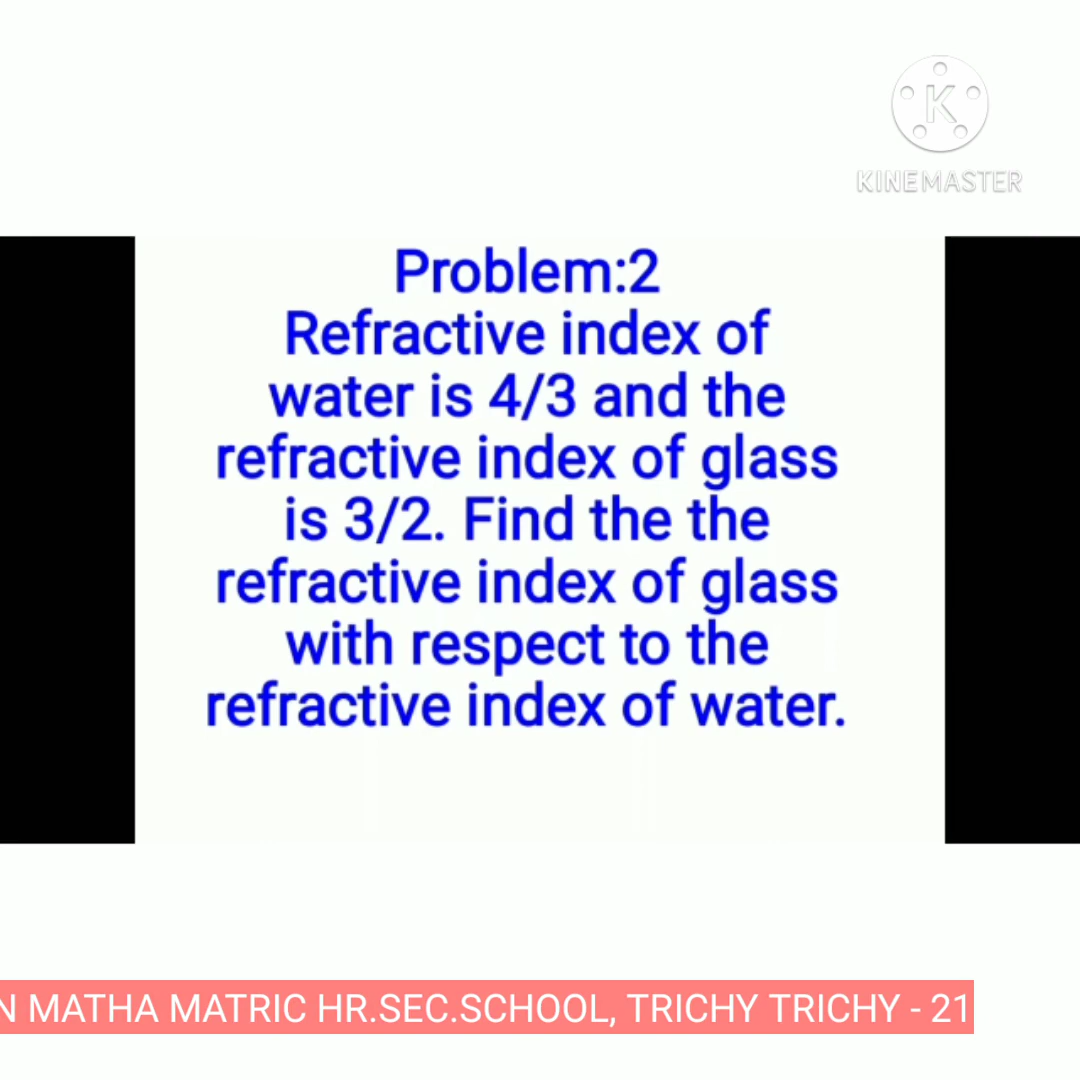 K
KINEMASTER
Problem:2
Refractive index of
water is 4/3 and the
refractive index of glass
is 3/2. Find the the
refractive index of glass
with respect to the
refractive index of water.
N MATHA MATRIC HR.SEC.SCHOOL, TRICHY TRICHY - 21